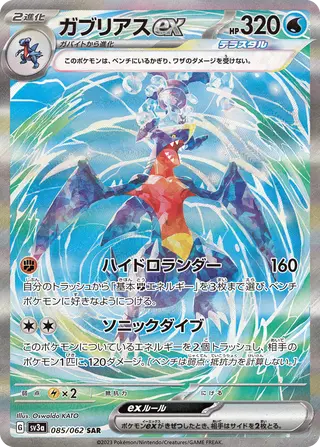 2進化 ガブリアスex HP320
ガバイトから進化 テラスタル
このポケモンは、ベンチにいるかぎり、ワザのダメージを受けない。
ハイドロランダー 160
自分のトラッシュから「基本エネルギー」を3枚まで選び、ベンチ
ポケモンに好きなようにつける。
ソニックダイブ
このポケモンについているエネルギーを2個トラッシュし、相手の
ポケモン1匹に、120ダメージ。[ベンチは弱点・抵抗力を計算しない。]
弱点 ×2 抵抗力 にげる
Illus. Oswaldo KATO
G sv3a 085/062 SAR
exルール
ポケモンexがきぜつしたとき、相手はサイドを2枚とる。
©2023 Pokémon/Nintendo/Creatures/GAME FREAK.